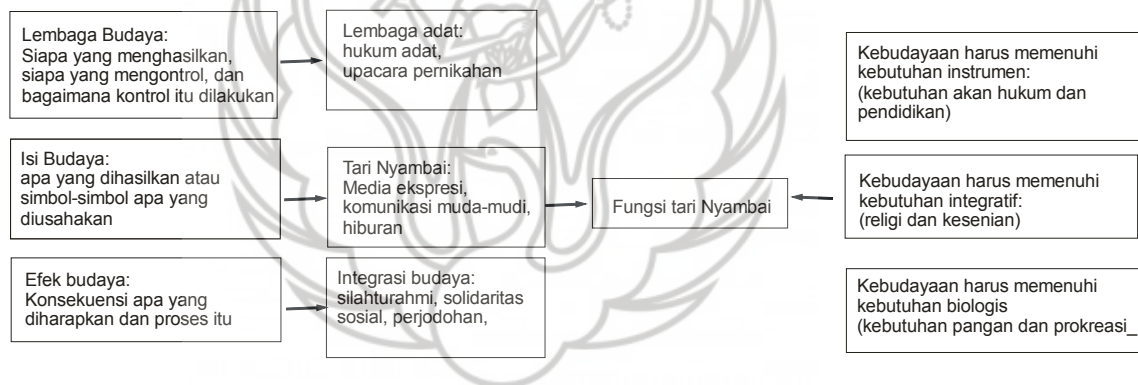 Lembaga Budaya:
Siapa yang menghasilkan,
siapa yang mengontrol, dan
bagaimana kontrol itu dilakukan
Lembaga adat:
hukum adat,
upacara pernikahan
Kebudayaan harus memenuhi
kebutuhan instrumen:
(kebutuhan akan hukum dan
pendidikan)
Isi Budaya:
apa yang dihasilkan atau
simbol-simbol apa yang
diusahakan
Tari Nyambai:
Media ekspresi,
komunikasi muda-mudi,
hiburan
Fungsi tari Nyambai
Kebudayaan harus memenuhi
kebutuhan integratif:
(religi dan kesenian)
Efek budaya:
Konsekuensi apa yang
diharapkan dan proses itu
Integrasi budaya:
silahturahmi, solidaritas
sosial, perjodohan,
Kebudayaan harus memenuhi
kebutuhan biologis
(kebutuhan pangan dan prokreasi_